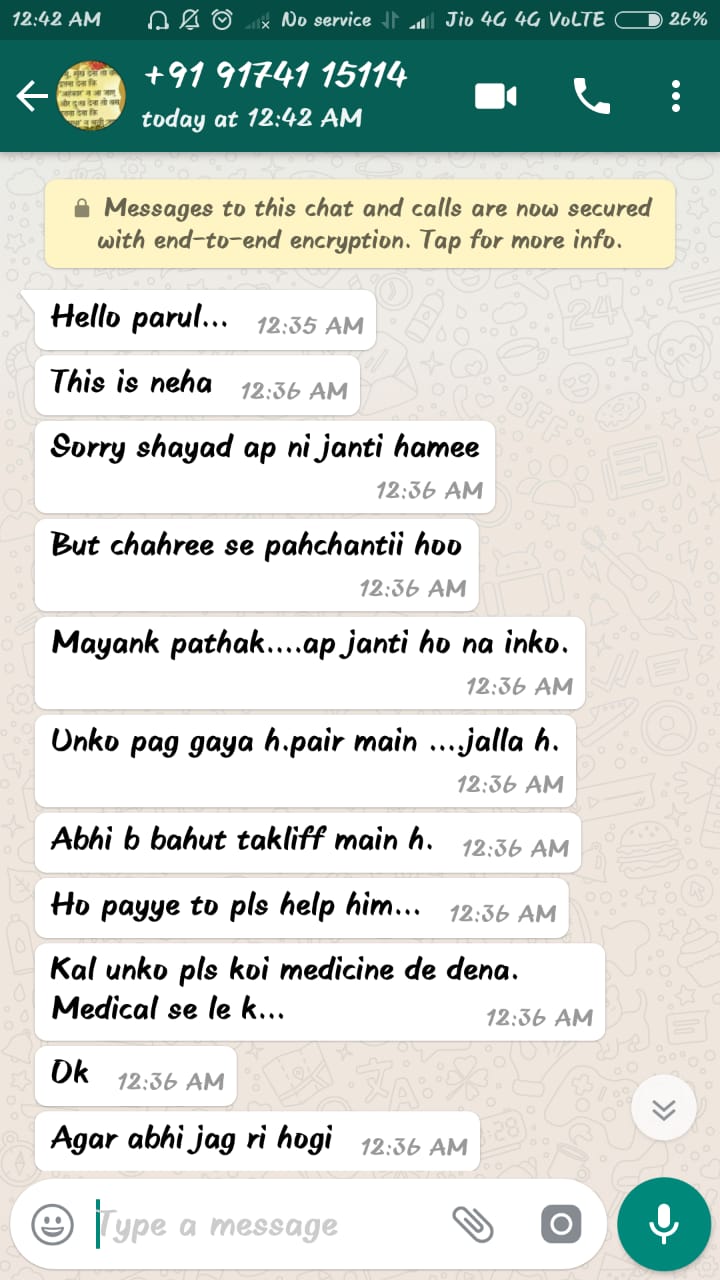 12:42 AM No service Jio 4G 4G VoLTE 26%
+91 91741 15114
today at 12:42 AM
Messages to this chat and calls are now secured
with end-to-end encryption. Tap for more info.
Hello parul... 12:35 AM
This is neha 12:36 AM
Sorry shayad ap ni janti hamee
12:36 AM
But chahree se pahchantii hoo
12:36 AM
Mayank pathak....ap janti ho na inko.
12:36 AM
Unko pag gaya h.pair main ....jalla h.
12:36 AM
Abhi b bahut takliff main h. 12:36 AM
Ho payye to pls help him... 12:36 AM
Kal unko pls koi medicine de dena.
Medical se le k... 12:36 AM
Ok 12:36 AM
Agar abhi jag ri hogi 12:36 AM
Type a message